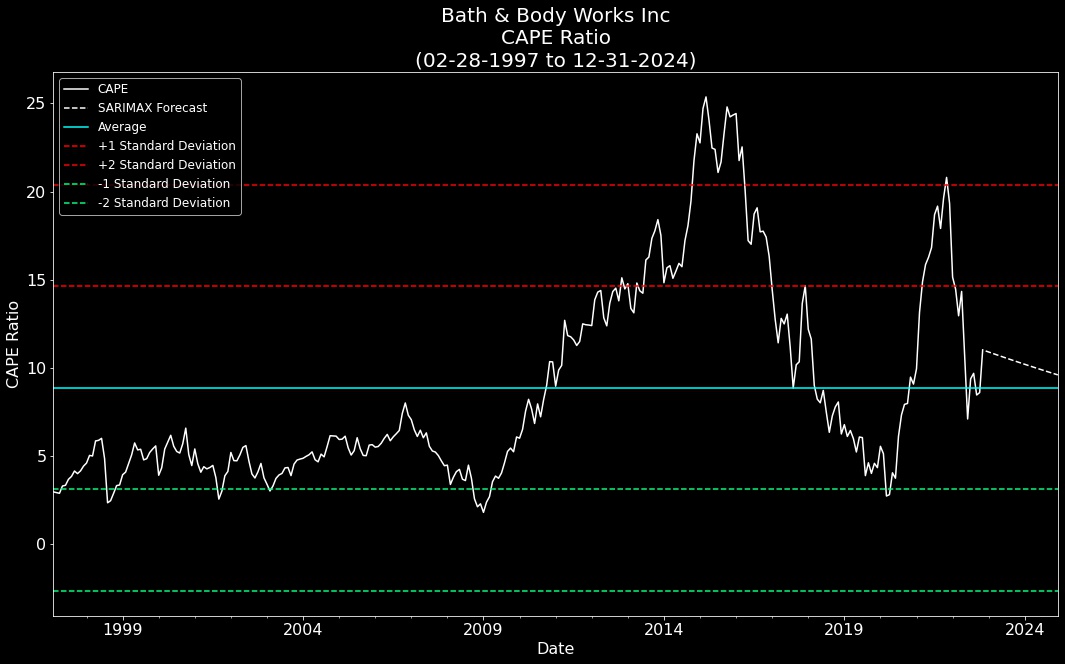 Bath & Body Works Inc
CAPE Ratio
(02-28-1997 to 12-31-2024)
CAPE
SARIMAX Forecast
Average
+1 Standard Deviation
+2 Standard Deviation
-1 Standard Deviation
-2 Standard Deviation
25
20
15
10
5
0
CAPE Ratio
1999 2004 2009 2014 2019 2024
Date